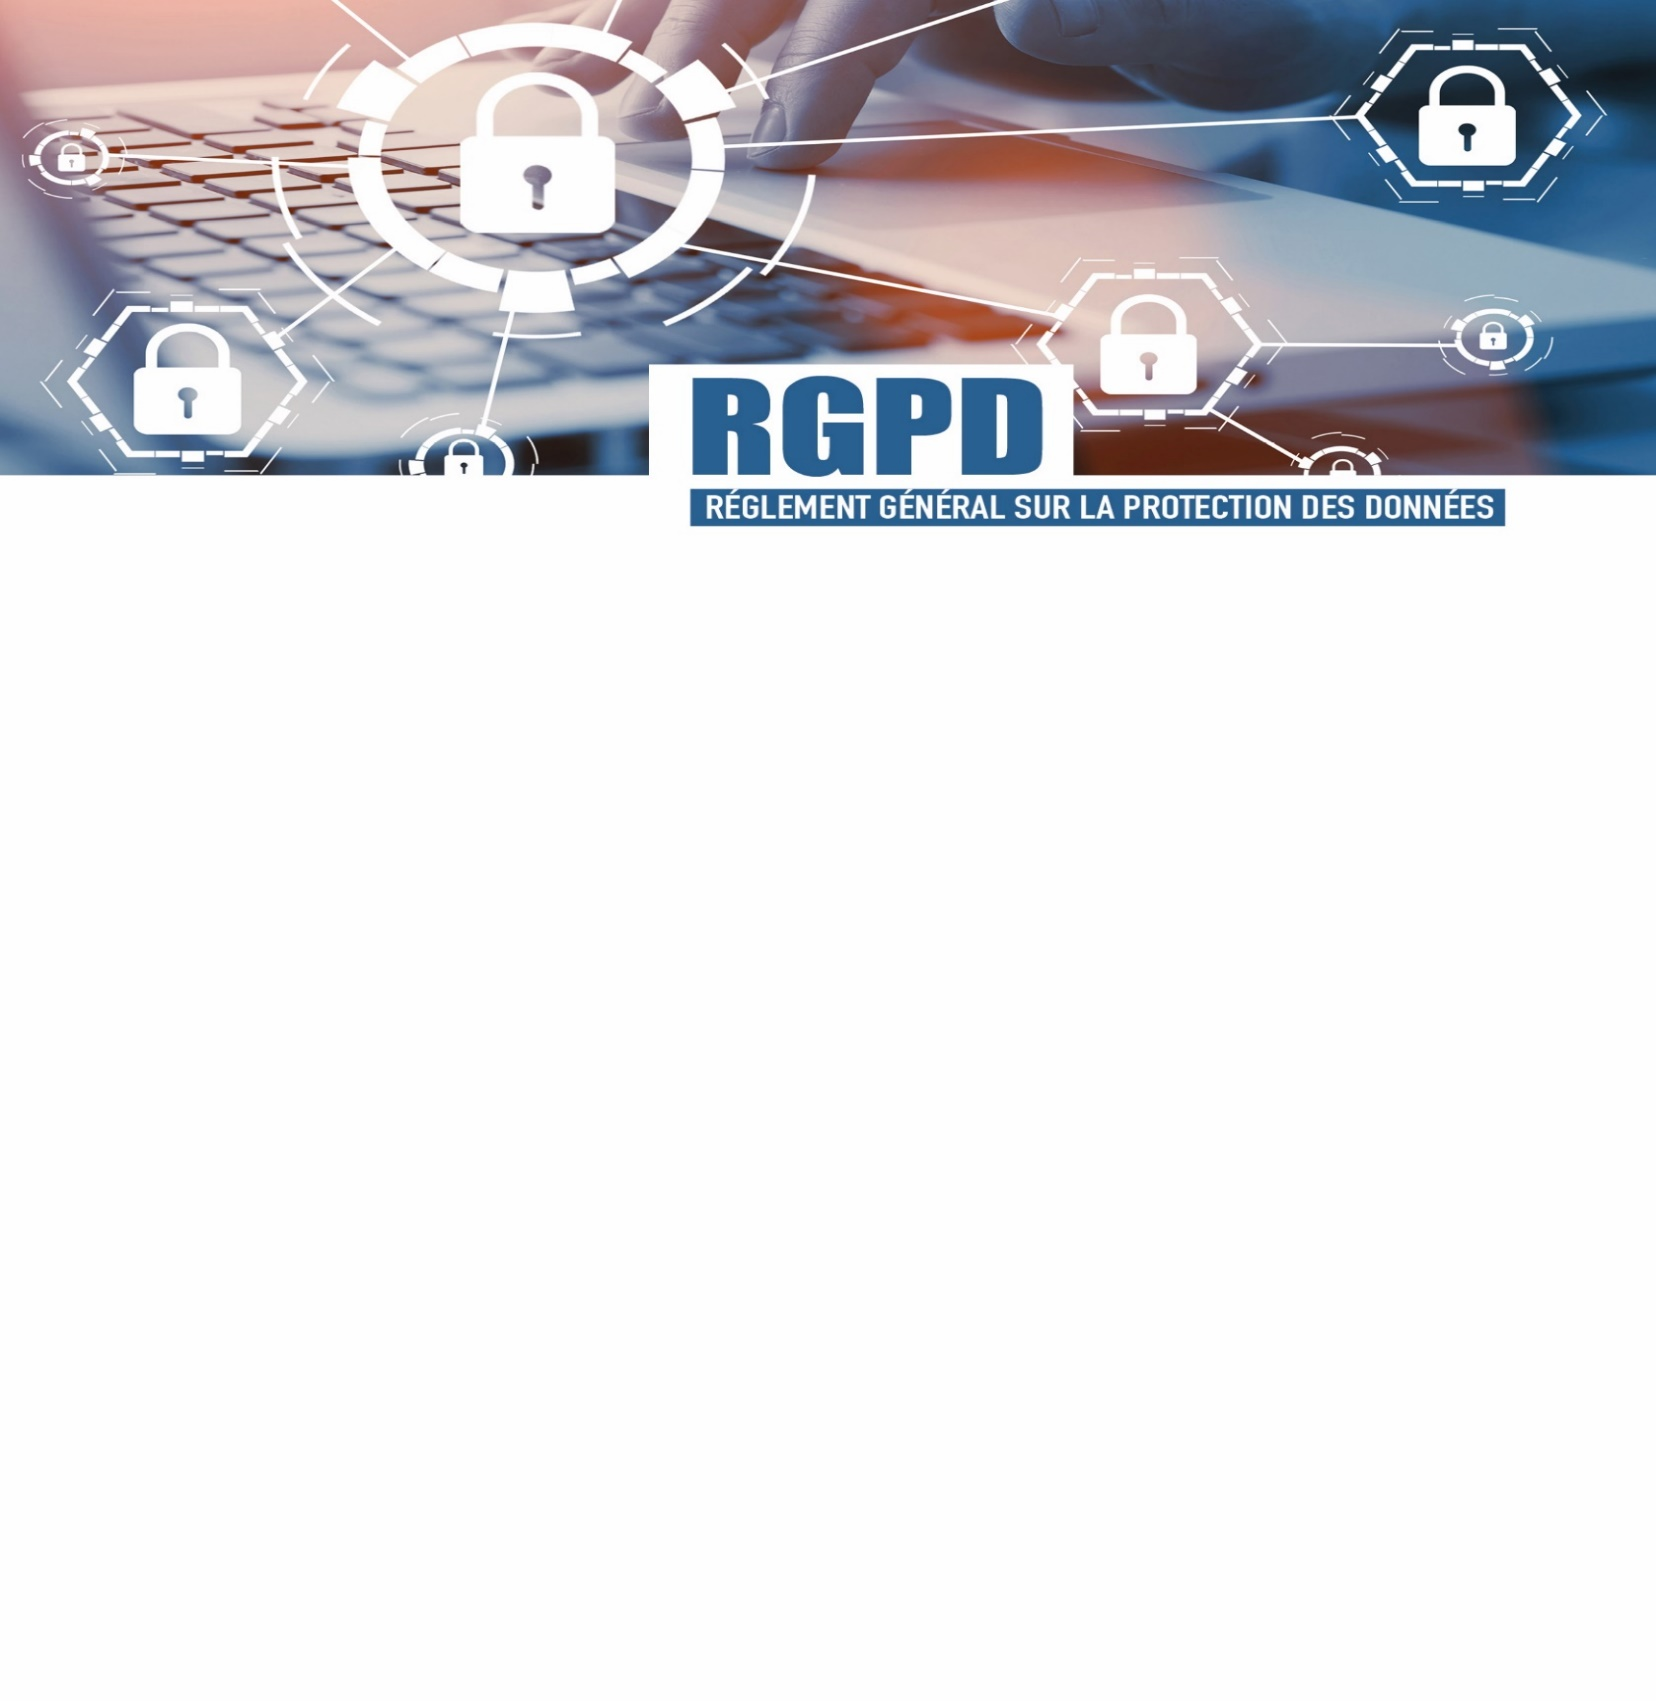 RGPD
RÉGLEMENT GÉNÉRAL SUR LA PROTECTION DES DONNÉES